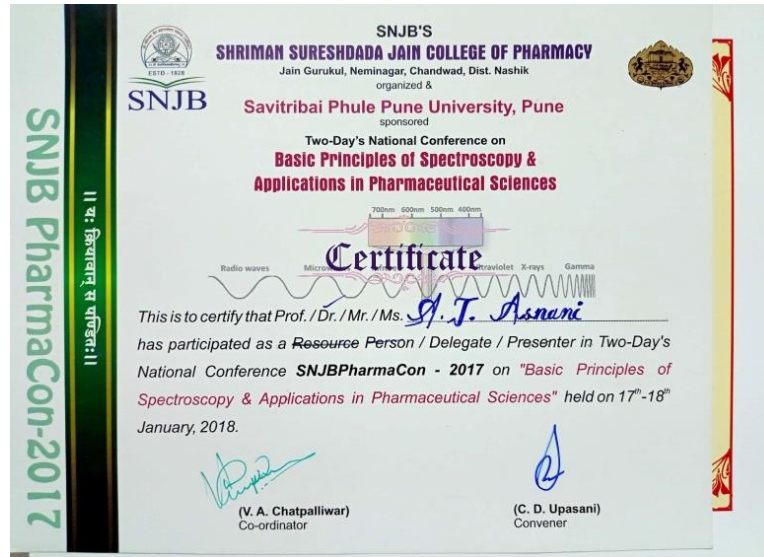 SNJB'S
SHRIMAN SURESHDADA JAIN COLLEGE OF PHARMACY
Jain Gurukul, Neminagar, Chandwad, Dist. Nashik
organized &
Savitribai Phule Pune University, Pune
sponsored
Two-Day's National Conference on
Basic Principles of Spectroscopy &
Applications in Pharmaceutical Sciences
ESTD - 1928
SNJB
700nm 600nm 500nm 400nm
Certificate
Radio waves Ultraviolet X-rays Gamma
This is to certify that Prof. / Dr. / Mr. / Ms. A. J. Asnani
has participated as a Resource Person / Delegate / Presenter in Two-Day's
National Conference SNJBPharmaCon - 2017 on "Basic Principles of
Spectroscopy & Applications in Pharmaceutical Sciences" held on 17th-18th
January, 2018.
(V. A. Chatpalliwar)
Co-ordinator
(C. D. Upasani)
Convener
SNJB PharmaCon-2017
।। यः क्रियावान् स पण्डितः।।